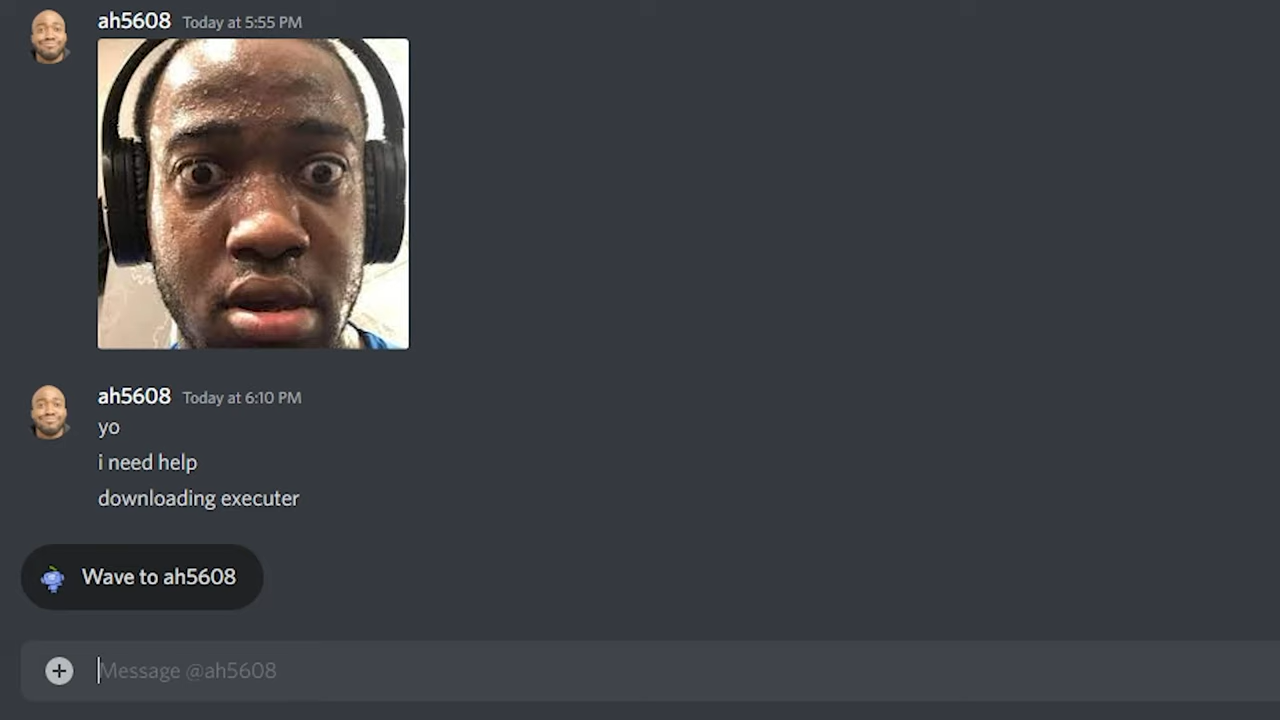 ah5608 Today at 5:55 PM
ah5608 Today at 6:10 PM
yo
i need help
downloading executer
Wave to ah5608
Message @ah5608